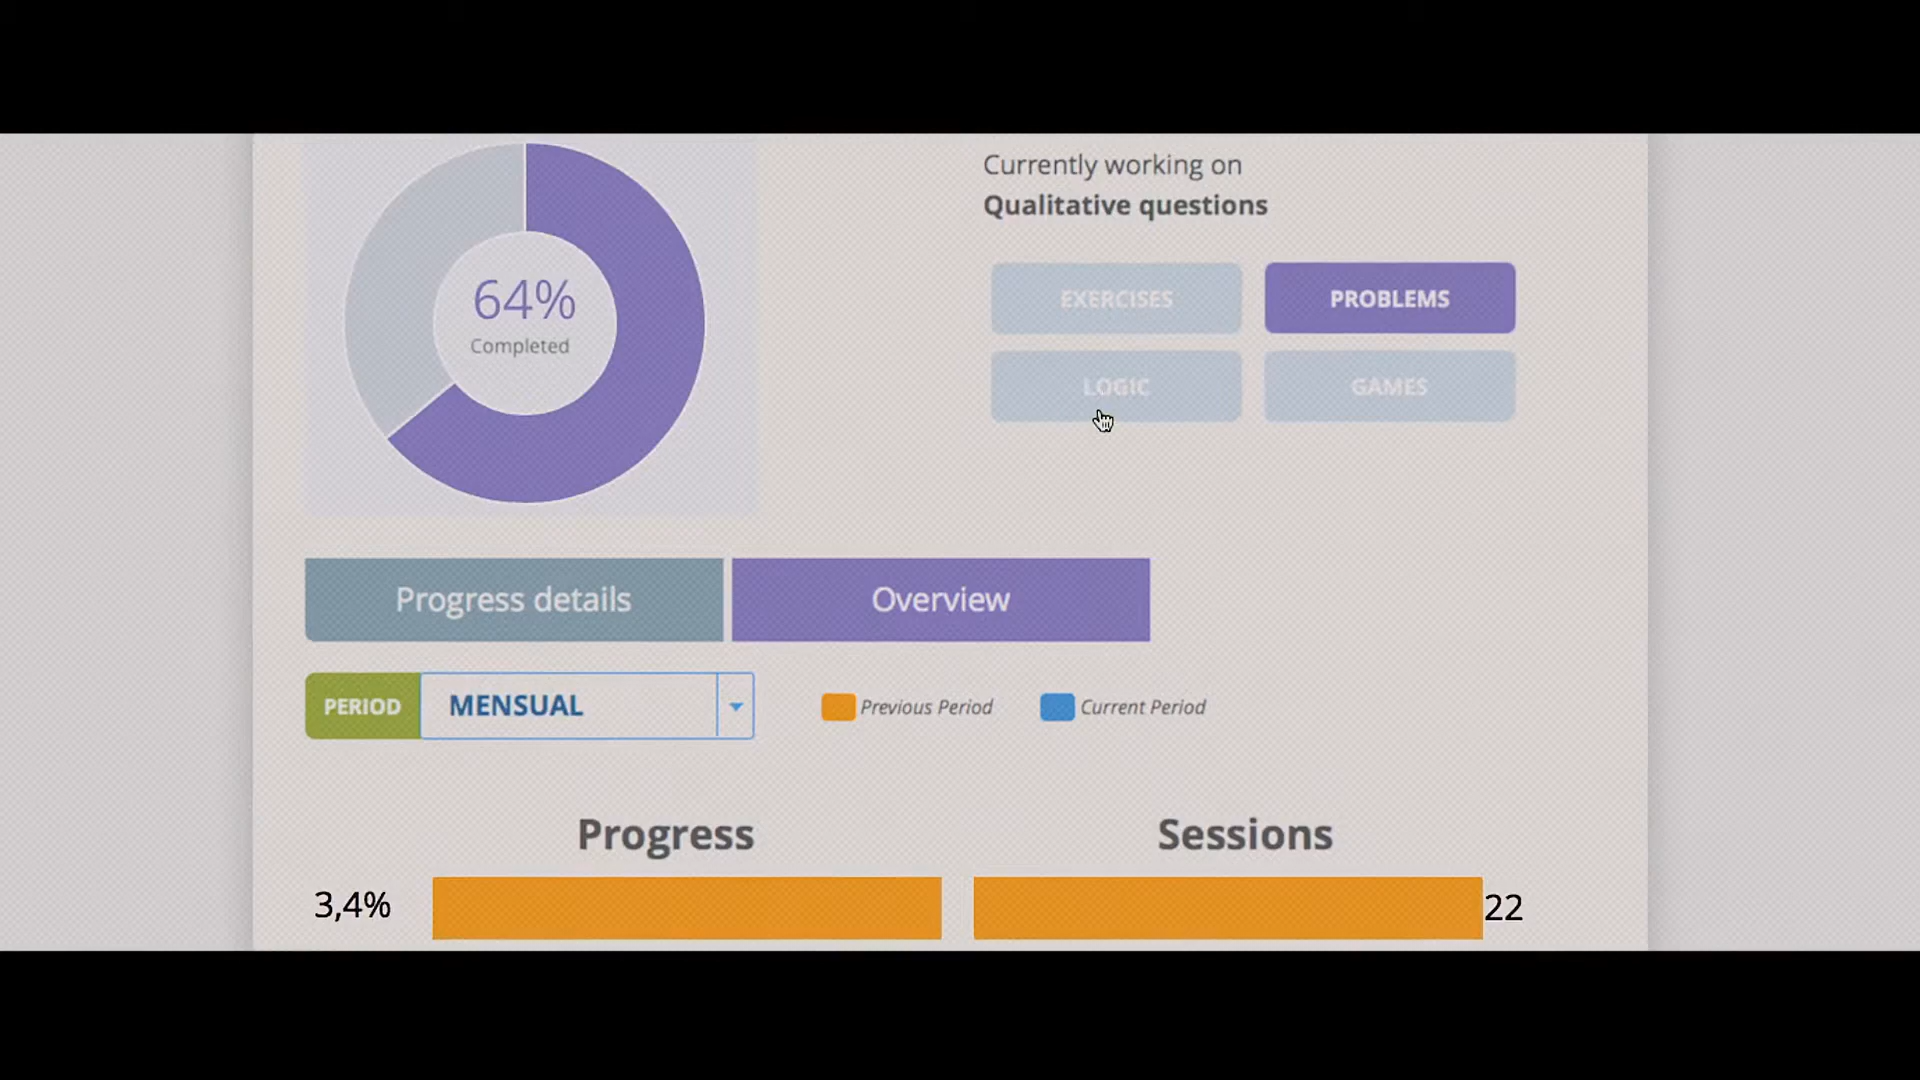 64%
Completed
Currently working on
Qualitative questions
EXERCISES
PROBLEMS
LOGIC
GAMES
Progress details
Overview
PERIOD
MENSUAL
Previous Period
Current Period
Progress
Sessions
3,4%
22